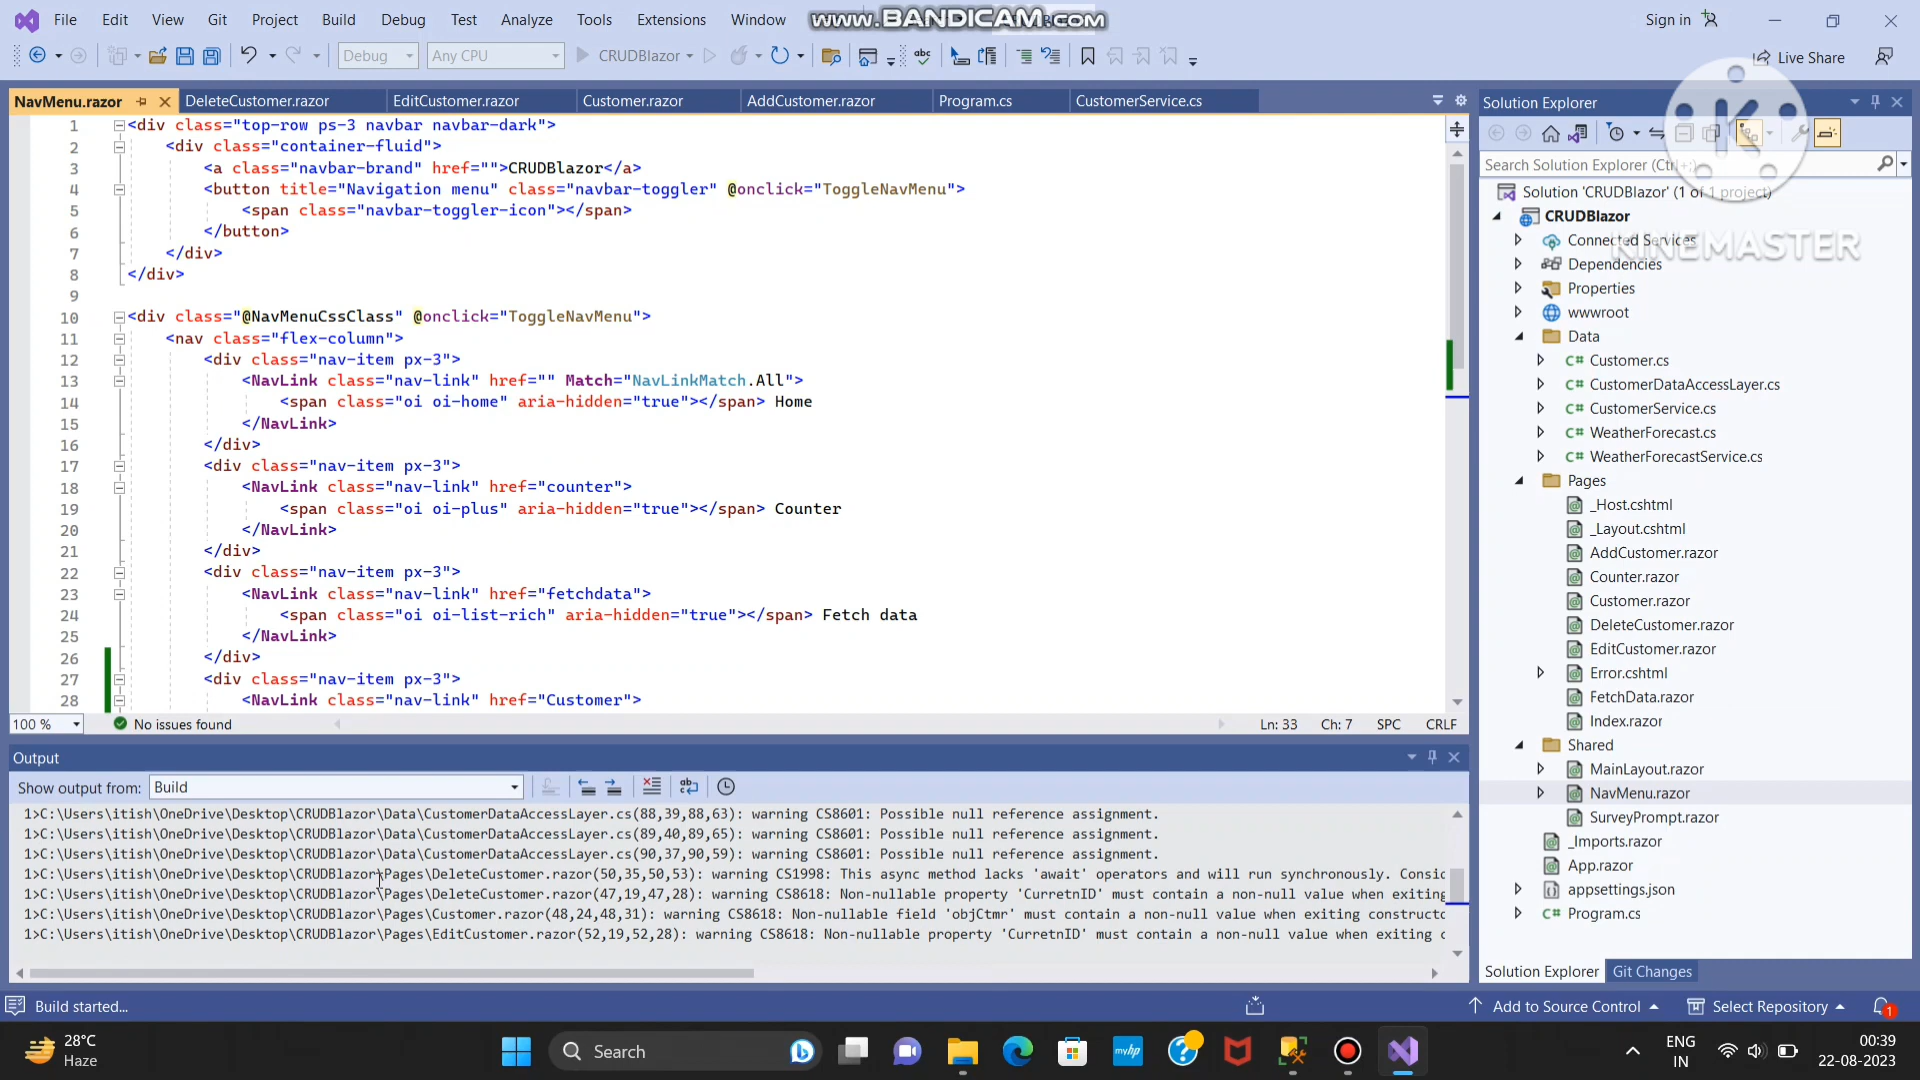 File Edit View Git Project Build Debug Test Analyze Tools Extensions Window
www.BANDICAM.com
Sign in
Debug Any CPU CRUDBlazor
Live Share
NavMenu.razor DeleteCustomer.razor EditCustomer.razor Customer.razor AddCustomer.razor Program.cs CustomerService.cs
1 <div class="top-row ps-3 navbar navbar-dark">
2 <div class="container-fluid">
3 <a class="navbar-brand" href="">CRUDBlazor</a>
4 <button title="Navigation menu" class="navbar-toggler" @onclick="ToggleNavMenu">
5 <span class="navbar-toggler-icon"></span>
6 </button>
7 </div>
8 </div>
9
10 <div class="@NavMenuCssClass" @onclick="ToggleNavMenu">
11 <nav class="flex-column">
12 <div class="nav-item px-3">
13 <NavLink class="nav-link" href="" Match="NavLinkMatch.All">
14 <span class="oi oi-home" aria-hidden="true"></span> Home
15 </NavLink>
16 </div>
17 <div class="nav-item px-3">
18 <NavLink class="nav-link" href="counter">
19 <span class="oi oi-plus" aria-hidden="true"></span> Counter
20 </NavLink>
21 </div>
22 <div class="nav-item px-3">
23 <NavLink class="nav-link" href="fetchdata">
24 <span class="oi oi-list-rich" aria-hidden="true"></span> Fetch data
25 </NavLink>
26 </div>
27 <div class="nav-item px-3">
28 <NavLink class="nav-link" href="Customer">
100 % No issues found Ln: 33 Ch: 7 SPC CRLF
Output
Show output from: Build
1>C:\Users\itish\OneDrive\Desktop\CRUDBlazor\Data\CustomerDataAccessLayer.cs(88,39,88,63): warning CS8601: Possible null reference assignment.
1>C:\Users\itish\OneDrive\Desktop\CRUDBlazor\Data\CustomerDataAccessLayer.cs(89,40,89,65): warning CS8601: Possible null reference assignment.
1>C:\Users\itish\OneDrive\Desktop\CRUDBlazor\Data\CustomerDataAccessLayer.cs(90,37,90,59): warning CS8601: Possible null reference assignment.
1>C:\Users\itish\OneDrive\Desktop\CRUDBlazor\Pages\DeleteCustomer.razor(50,35,50,53): warning CS1998: This async method lacks 'await' operators and will run synchronously. Consid
1>C:\Users\itish\OneDrive\Desktop\CRUDBlazor\Pages\DeleteCustomer.razor(47,19,47,28): warning CS8618: Non-nullable property 'CurretnID' must contain a non-null value when exiting
1>C:\Users\itish\OneDrive\Desktop\CRUDBlazor\Pages\Customer.razor(48,24,48,31): warning CS8618: Non-nullable field 'objCtmr' must contain a non-null value when exiting constructo
1>C:\Users\itish\OneDrive\Desktop\CRUDBlazor\Pages\EditCustomer.razor(52,19,52,28): warning CS8618: Non-nullable property 'CurretnID' must contain a non-null value when exiting c
Solution Explorer
Search Solution Explorer (Ctrl+;)
Solution 'CRUDBlazor' (1 of 1 project)
CRUDBlazor
Connected Services
KINEMASTER
Dependencies
Properties
wwwroot
Data
C# Customer.cs
C# CustomerDataAccessLayer.cs
C# CustomerService.cs
C# WeatherForecast.cs
C# WeatherForecastService.cs
Pages
_Host.cshtml
_Layout.cshtml
AddCustomer.razor
Counter.razor
Customer.razor
DeleteCustomer.razor
EditCustomer.razor
Error.cshtml
FetchData.razor
Index.razor
Shared
MainLayout.razor
NavMenu.razor
SurveyPrompt.razor
_Imports.razor
App.razor
appsettings.json
C# Program.cs
Solution Explorer Git Changes
Build started...
Add to Source Control Select Repository 1
28°C
Haze
Search
myhp
ENG
IN
00:39
22-08-2023